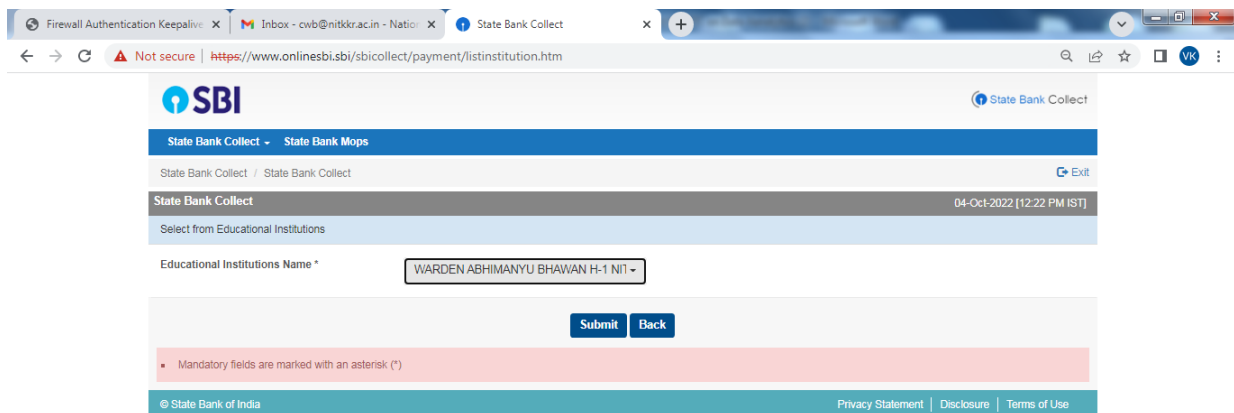 Firewall Authentication Keepalive
Inbox - cwb@nitkkr.ac.in - Nation
State Bank Collect
Not secure | https://www.onlinesbi.sbi/sbicollect/payment/listinstitution.htm
VK
SBI
State Bank Collect
State Bank Collect State Bank Mops
State Bank Collect / State Bank Collect
Exit
State Bank Collect
04-Oct-2022 [12:22 PM IST]
Select from Educational Institutions
Educational Institutions Name *
WARDEN ABHIMANYU BHAWAN H-1 NIT
Submit Back
Mandatory fields are marked with an asterisk (*)
© State Bank of India
Privacy Statement | Disclosure | Terms of Use